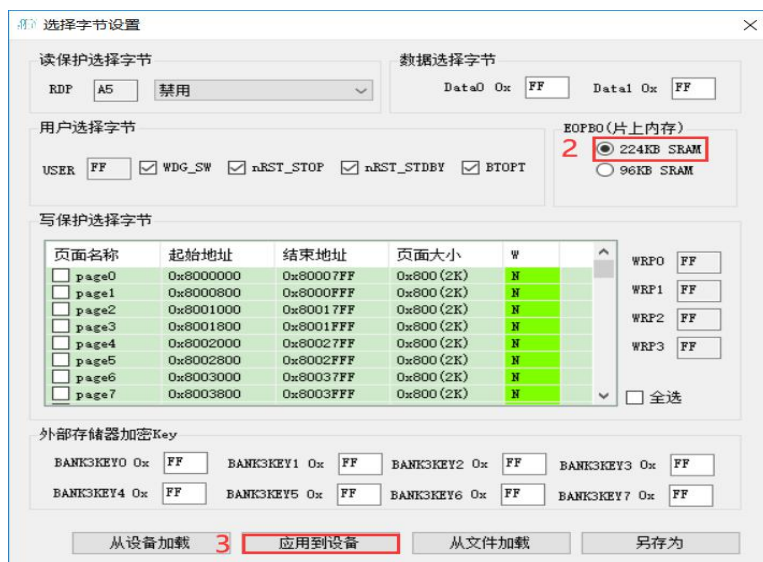 选择字节设置
读保护选择字节
RDP A5 禁用
数据选择字节
Data0 0x FF Data1 0x FF
用户选择字节
USER FF WDG_SW nRST_STOP nRST_STDBY BTOPT
EOPB0(片上内存)
2 224KB SRAM
96KB SRAM
写保护选择字节
页面名称 起始地址 结束地址 页面大小 W
page0 0x8000000 0x80007FF 0x800(2K) N
page1 0x8000800 0x8000FFF 0x800(2K) N
page2 0x8001000 0x80017FF 0x800(2K) N
page3 0x8001800 0x8001FFF 0x800(2K) N
page4 0x8002000 0x80027FF 0x800(2K) N
page5 0x8002800 0x8002FFF 0x800(2K) N
page6 0x8003000 0x80037FF 0x800(2K) N
page7 0x8003800 0x8003FFF 0x800(2K) N
WRP0 FF
WRP1 FF
WRP2 FF
WRP3 FF
全选
外部存储器加密Key
BANK3KEY0 0x FF BANK3KEY1 0x FF BANK3KEY2 0x FF BANK3KEY3 0x FF
BANK3KEY4 0x FF BANK3KEY5 0x FF BANK3KEY6 0x FF BANK3KEY7 0x FF
从设备加载 3 应用到设备 从文件加载 另存为